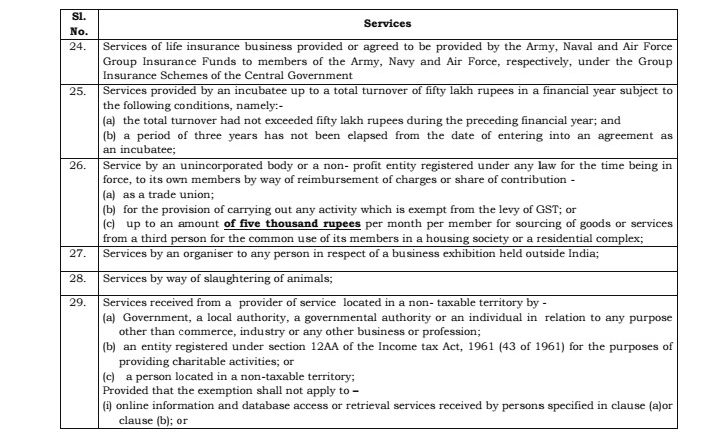 Sl.
No.
Services
24. Services of life insurance business provided or agreed to be provided by the Army, Naval and Air Force
Group Insurance Funds to members of the Army, Navy and Air Force, respectively, under the Group
Insurance Schemes of the Central Government
25. Services provided by an incubatee up to a total turnover of fifty lakh rupees in a financial year subject to
the following conditions, namely:-
(a) the total turnover had not exceeded fifty lakh rupees during the preceding financial year; and
(b) a period of three years has not been elapsed from the date of entering into an agreement as
an incubatee;
26. Service by an unincorporated body or a non- profit entity registered under any law for the time being in
force, to its own members by way of reimbursement of charges or share of contribution -
(a) as a trade union;
(b) for the provision of carrying out any activity which is exempt from the levy of GST; or
(c) up to an amount of five thousand rupees per month per member for sourcing of goods or services
from a third person for the common use of its members in a housing society or a residential complex;
27. Services by an organiser to any person in respect of a business exhibition held outside India;
28. Services by way of slaughtering of animals;
29. Services received from a provider of service located in a non- taxable territory by -
(a) Government, a local authority, a governmental authority or an individual in relation to any purpose
other than commerce, industry or any other business or profession;
(b) an entity registered under section 12AA of the Income tax Act, 1961 (43 of 1961) for the purposes of
providing charitable activities; or
(c) a person located in a non-taxable territory;
Provided that the exemption shall not apply to –
(i) online information and database access or retrieval services received by persons specified in clause (a)or
clause (b); or